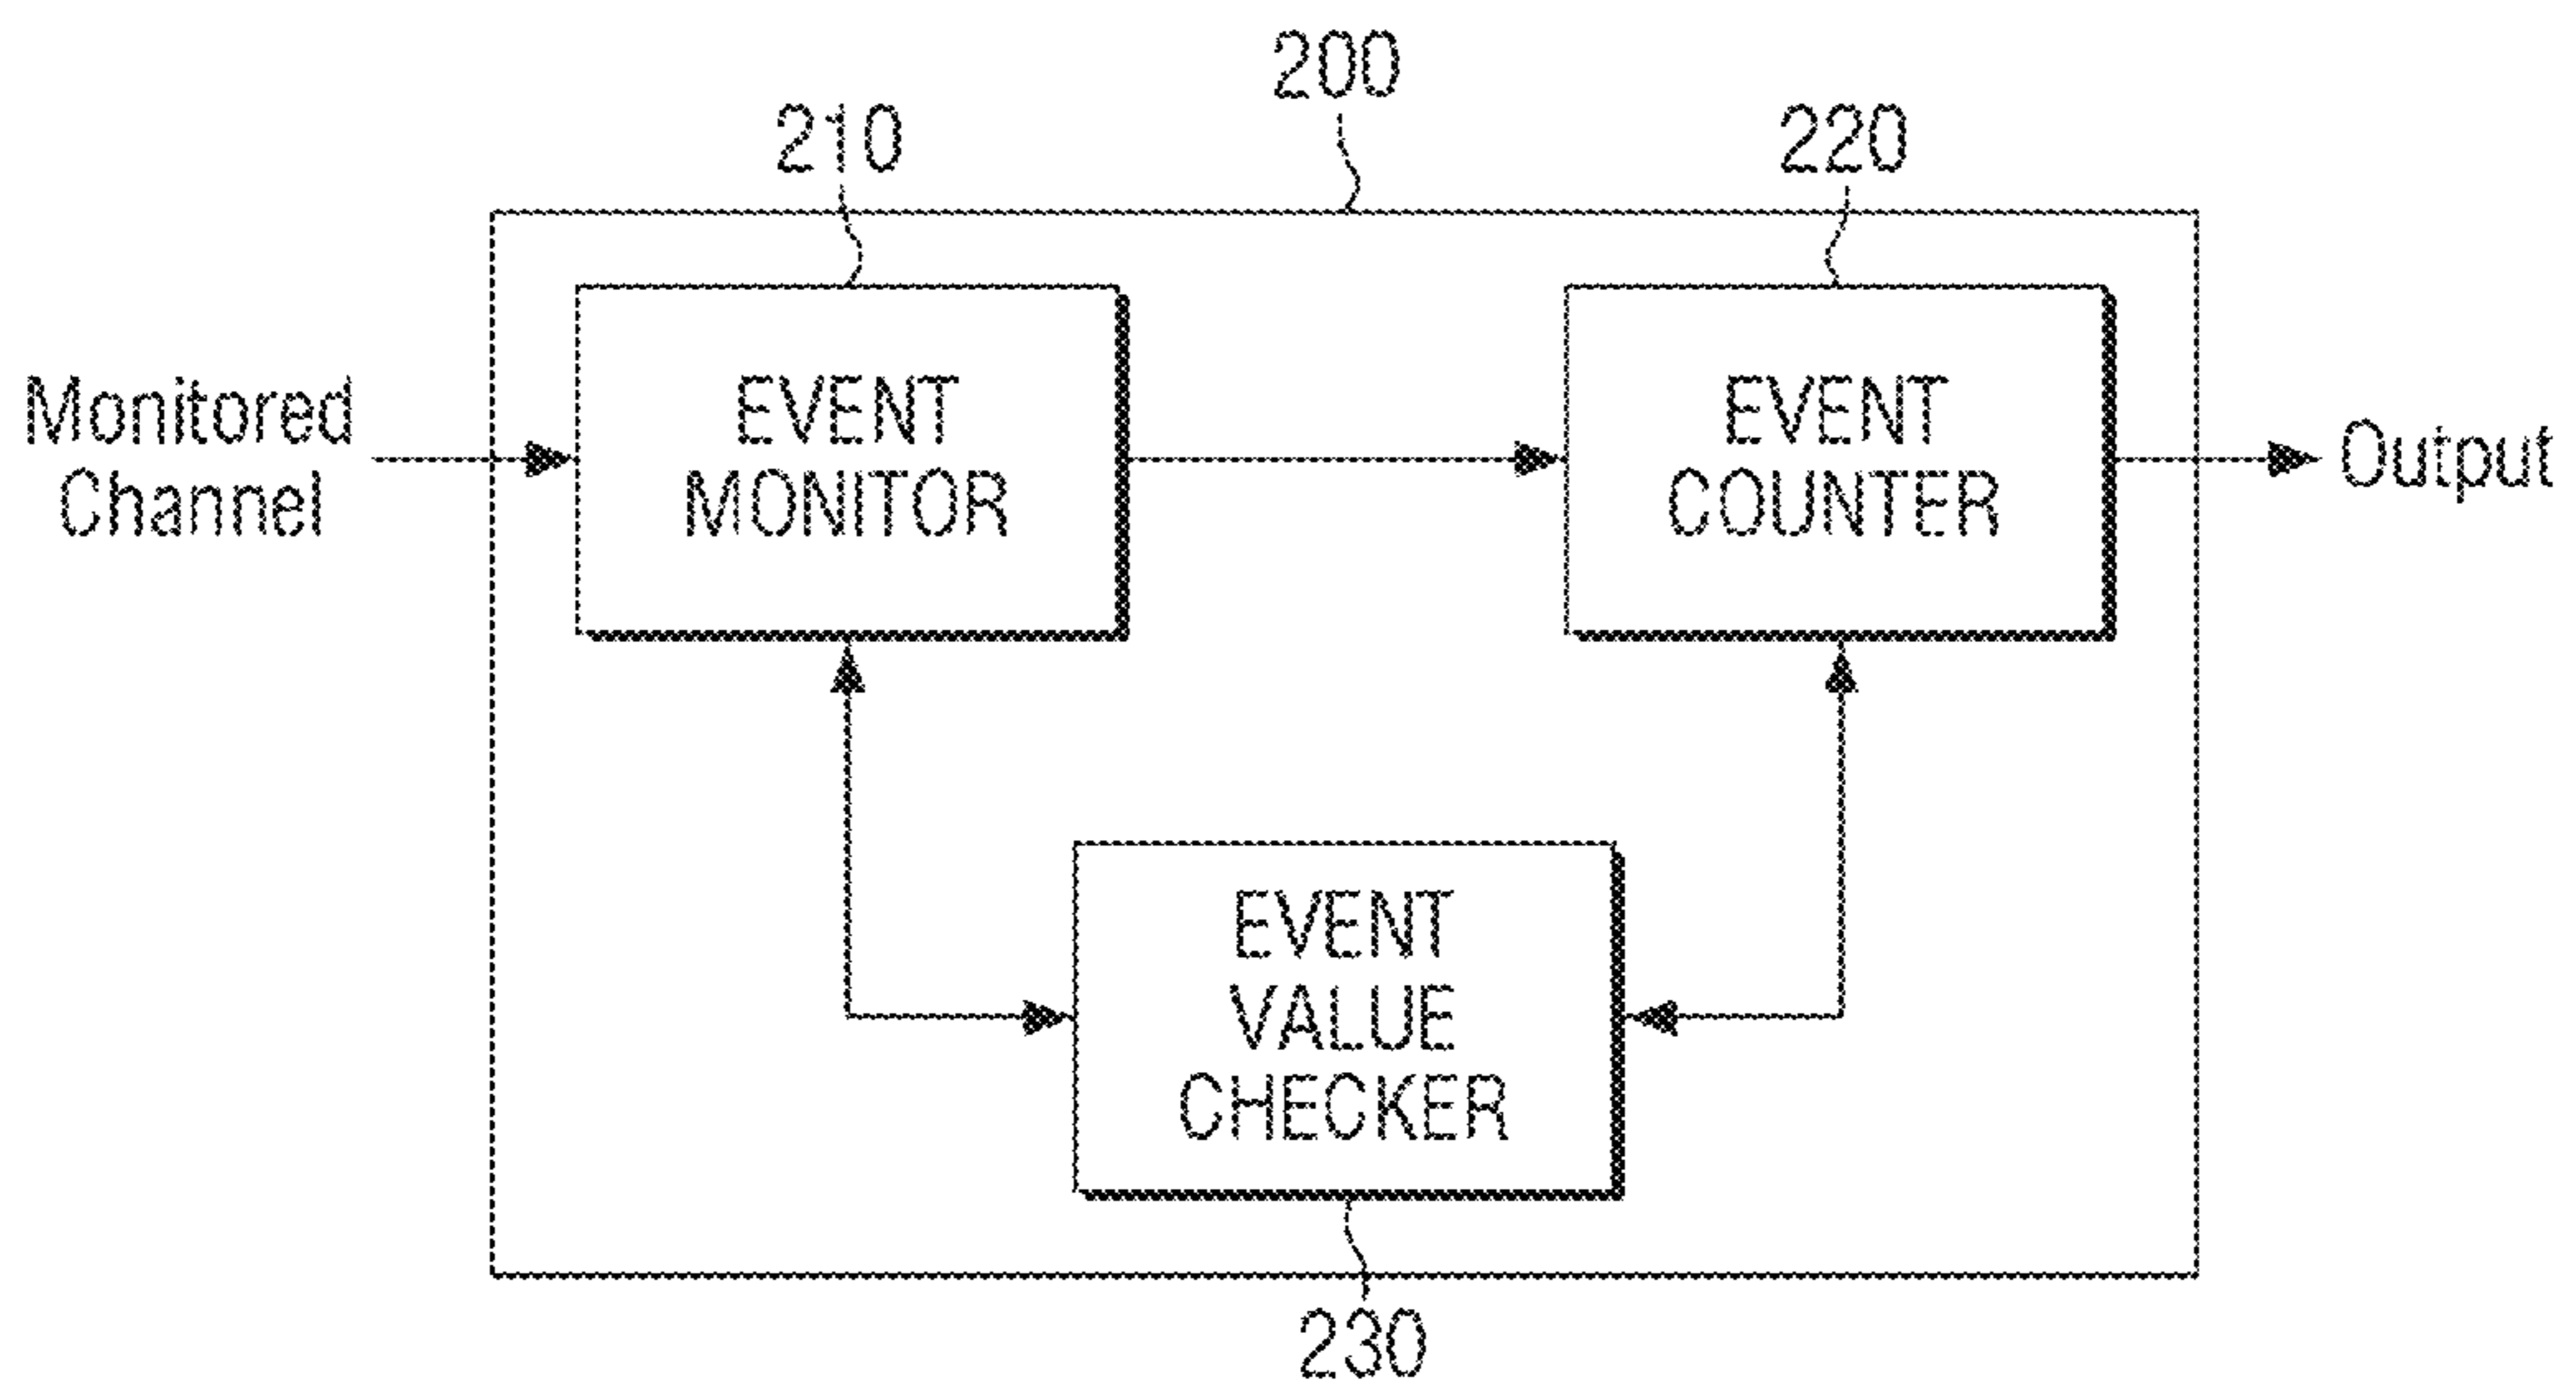 200
210
220
Monitored
Channel
EVENT
MONITOR
EVENT
COUNTER
Output
EVENT
VALUE
CHECKER
230